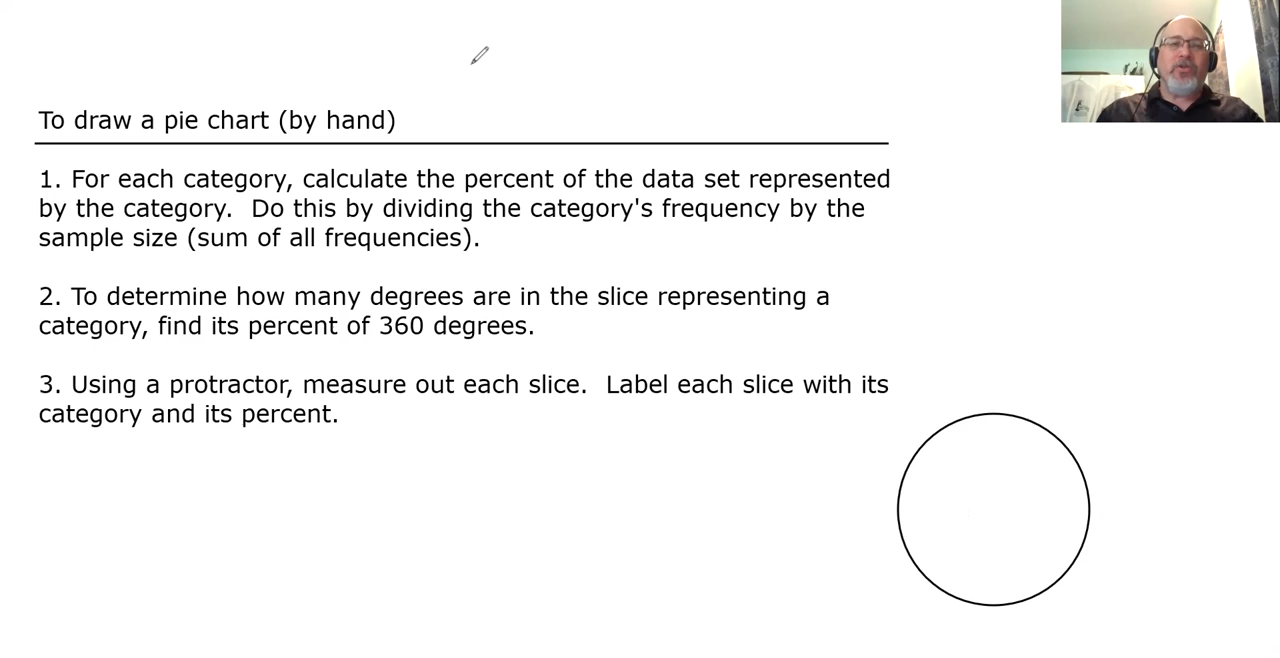 To draw a pie chart (by hand)
1. For each category, calculate the percent of the data set represented
by the category.  Do this by dividing the category's frequency by the
sample size (sum of all frequencies).
2. To determine how many degrees are in the slice representing a
category, find its percent of 360 degrees.
3. Using a protractor, measure out each slice.  Label each slice with its
category and its percent.